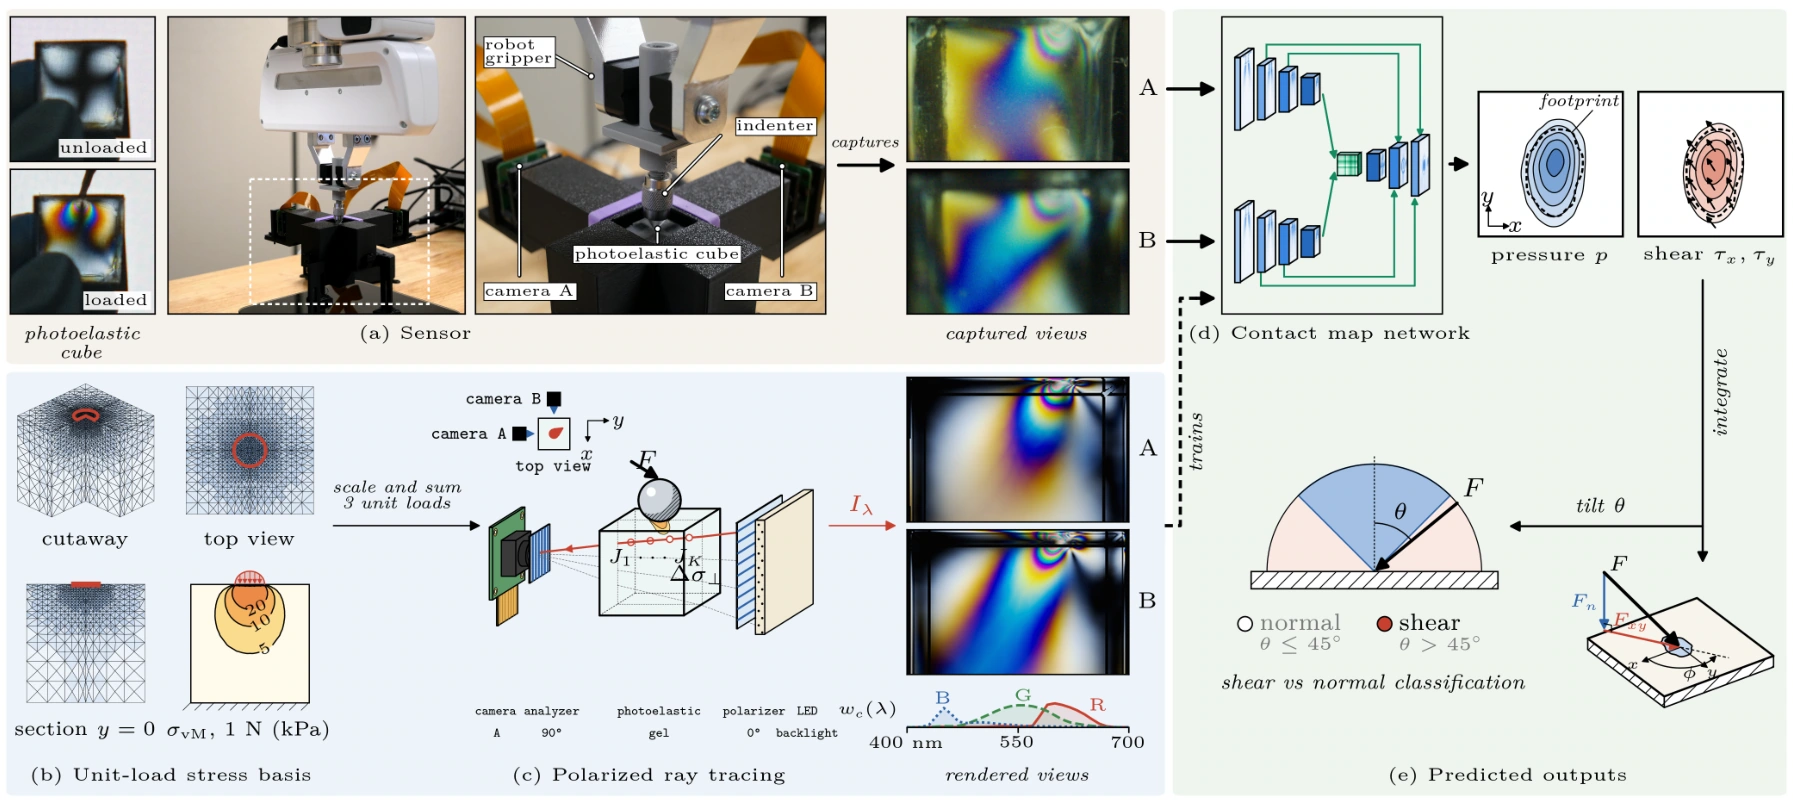 unloaded
loaded
photoelastic
cube
(a) Sensor
robot
gripper
indenter
photoelastic cube
camera A
camera B
captures
captured views
A
B
cutaway
top view
section y = 0
σvM, 1 N (kPa)
20
10
5
(b) Unit-load stress basis
scale and sum
3 unit loads
camera B
camera A
y
x
top view
F
J1 ··· JK
Δσ⊥
Iλ
camera analyzer photoelastic polarizer LED
A 90° gel 0° backlight
(c) Polarized ray tracing
A
B
wc(λ)
B
G
R
400 nm 550 700
rendered views
trains
(d) Contact map network
footprint
y
x
pressure p
shear τx, τy
integrate
tilt θ
θ
F
normal
θ ≤ 45°
shear
θ > 45°
shear vs normal classification
F
Fn
Fxy
x
ϕ
y
(e) Predicted outputs